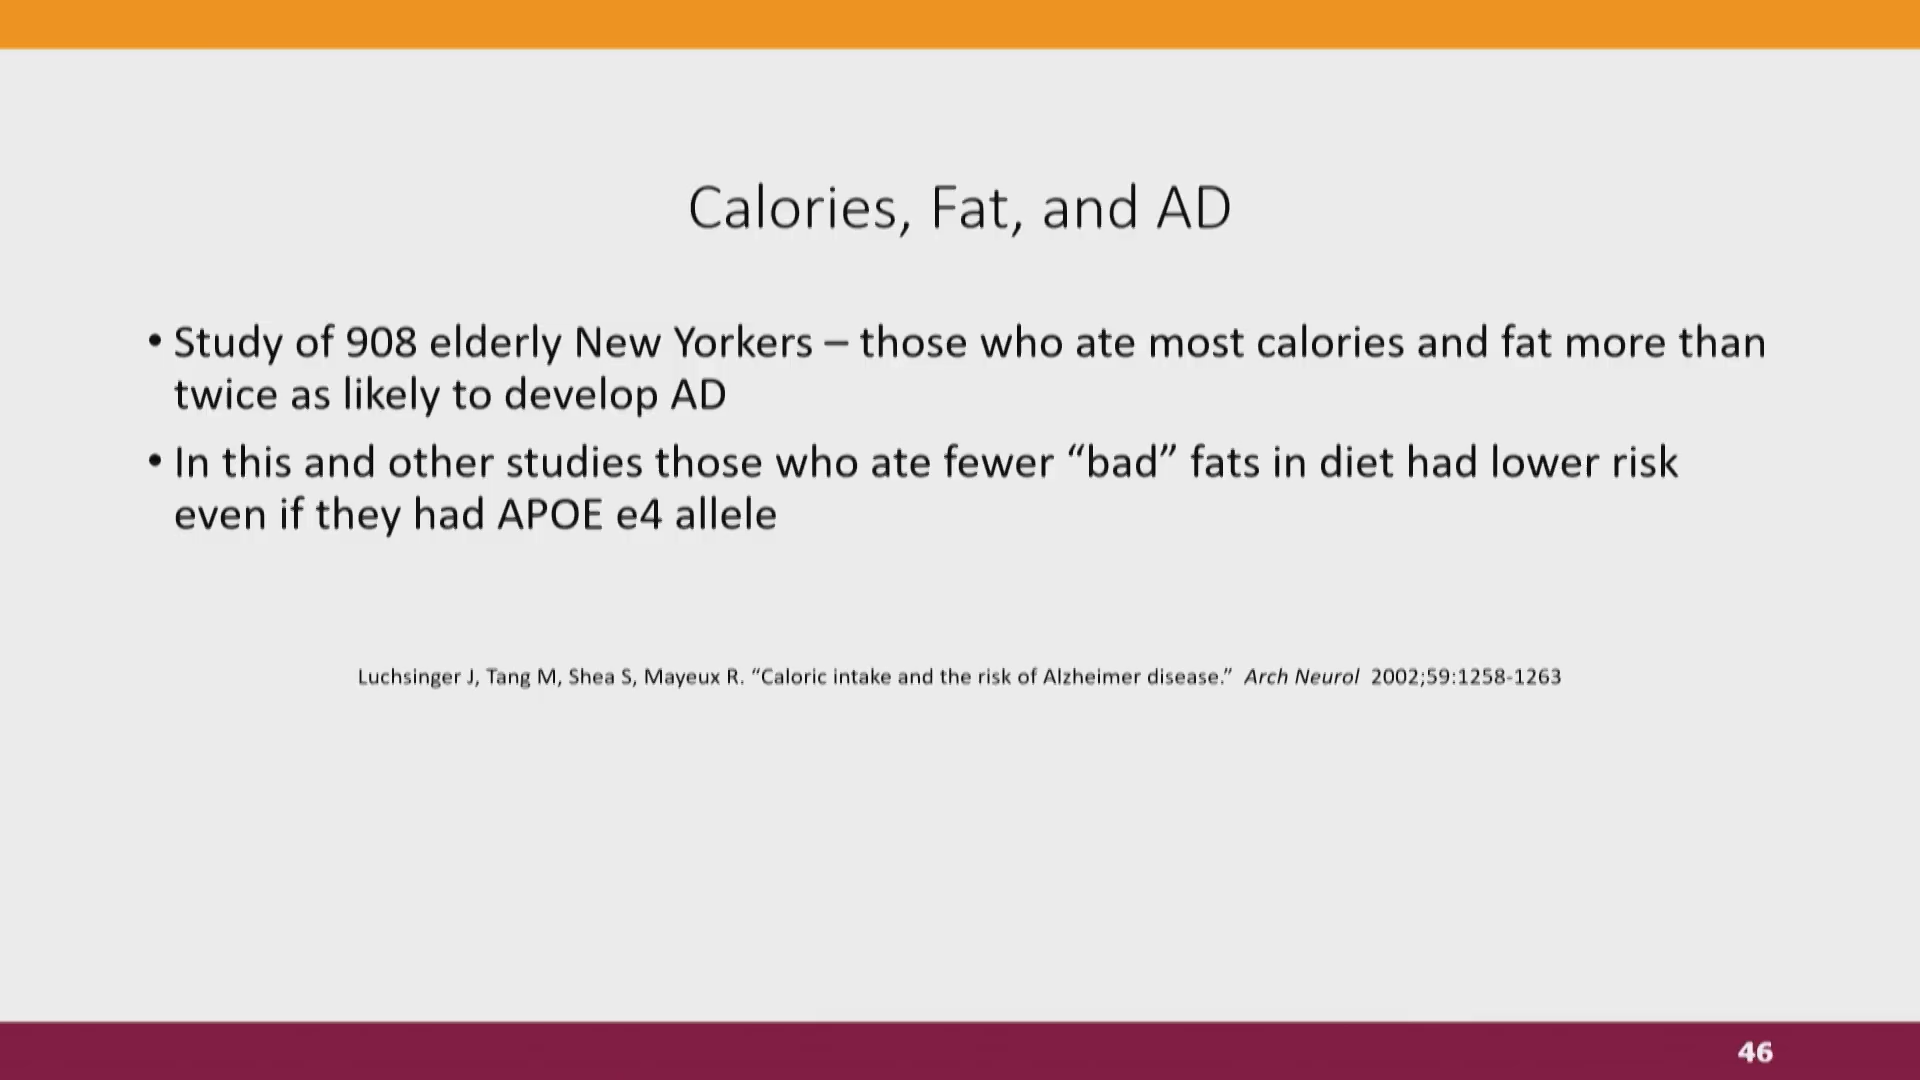 Calories, Fat, and AD
• Study of 908 elderly New Yorkers – those who ate most calories and fat more than
twice as likely to develop AD
• In this and other studies those who ate fewer “bad” fats in diet had lower risk
even if they had APOE e4 allele
Luchsinger J, Tang M, Shea S, Mayeux R. “Caloric intake and the risk of Alzheimer disease.” Arch Neurol 2002;59:1258-1263
46